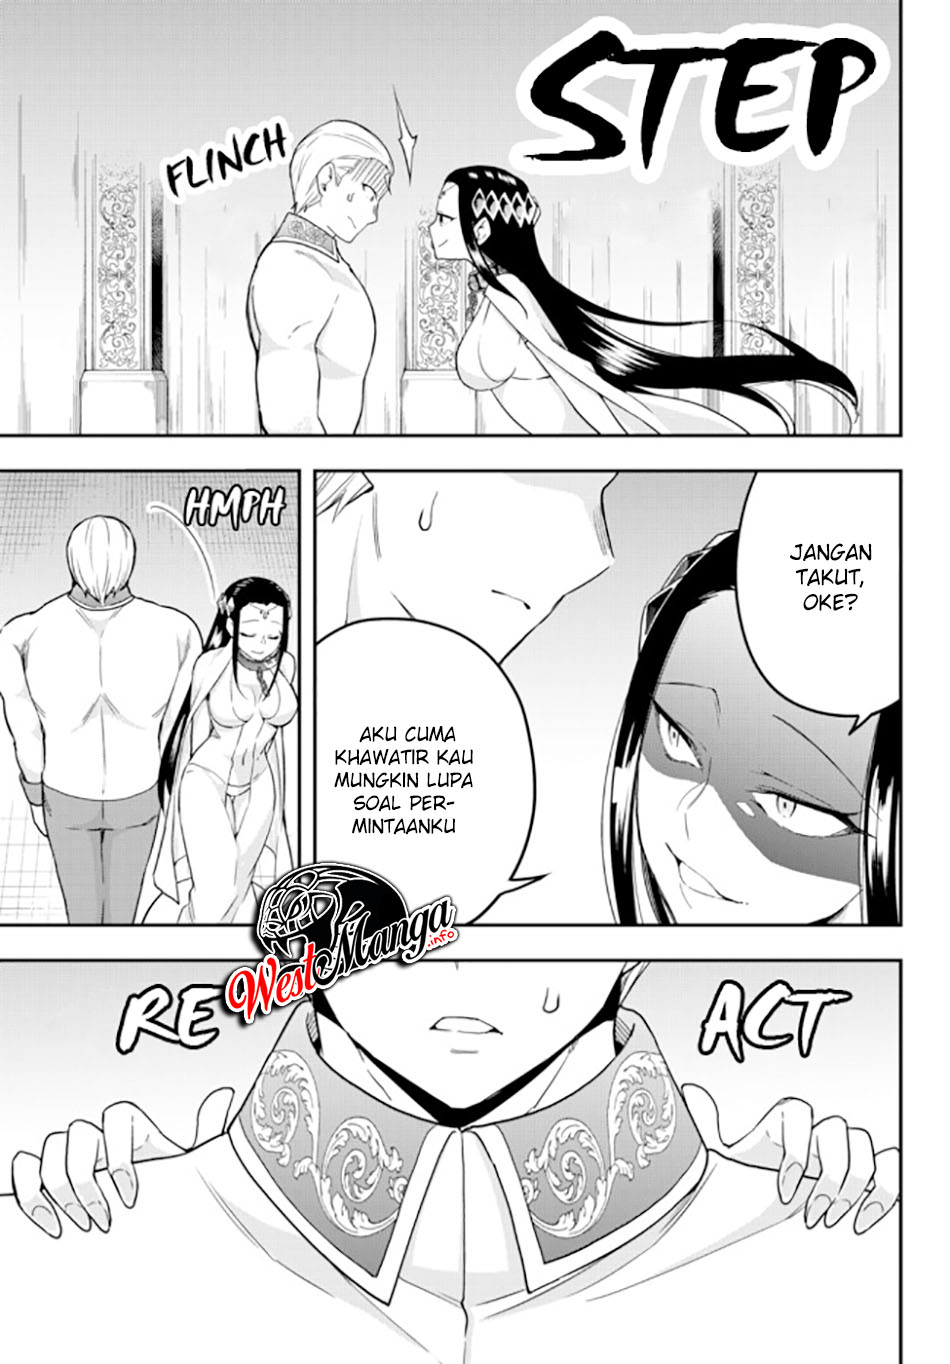 STEP
FLINCH
JANGAN
TAKUT,
OKE?
AKU CUMA
KHAWATIR KAU
MUNGKIN LUPA
SOAL PER-
MINTAANKU
HMPH
WestManga
.info
RE ACT